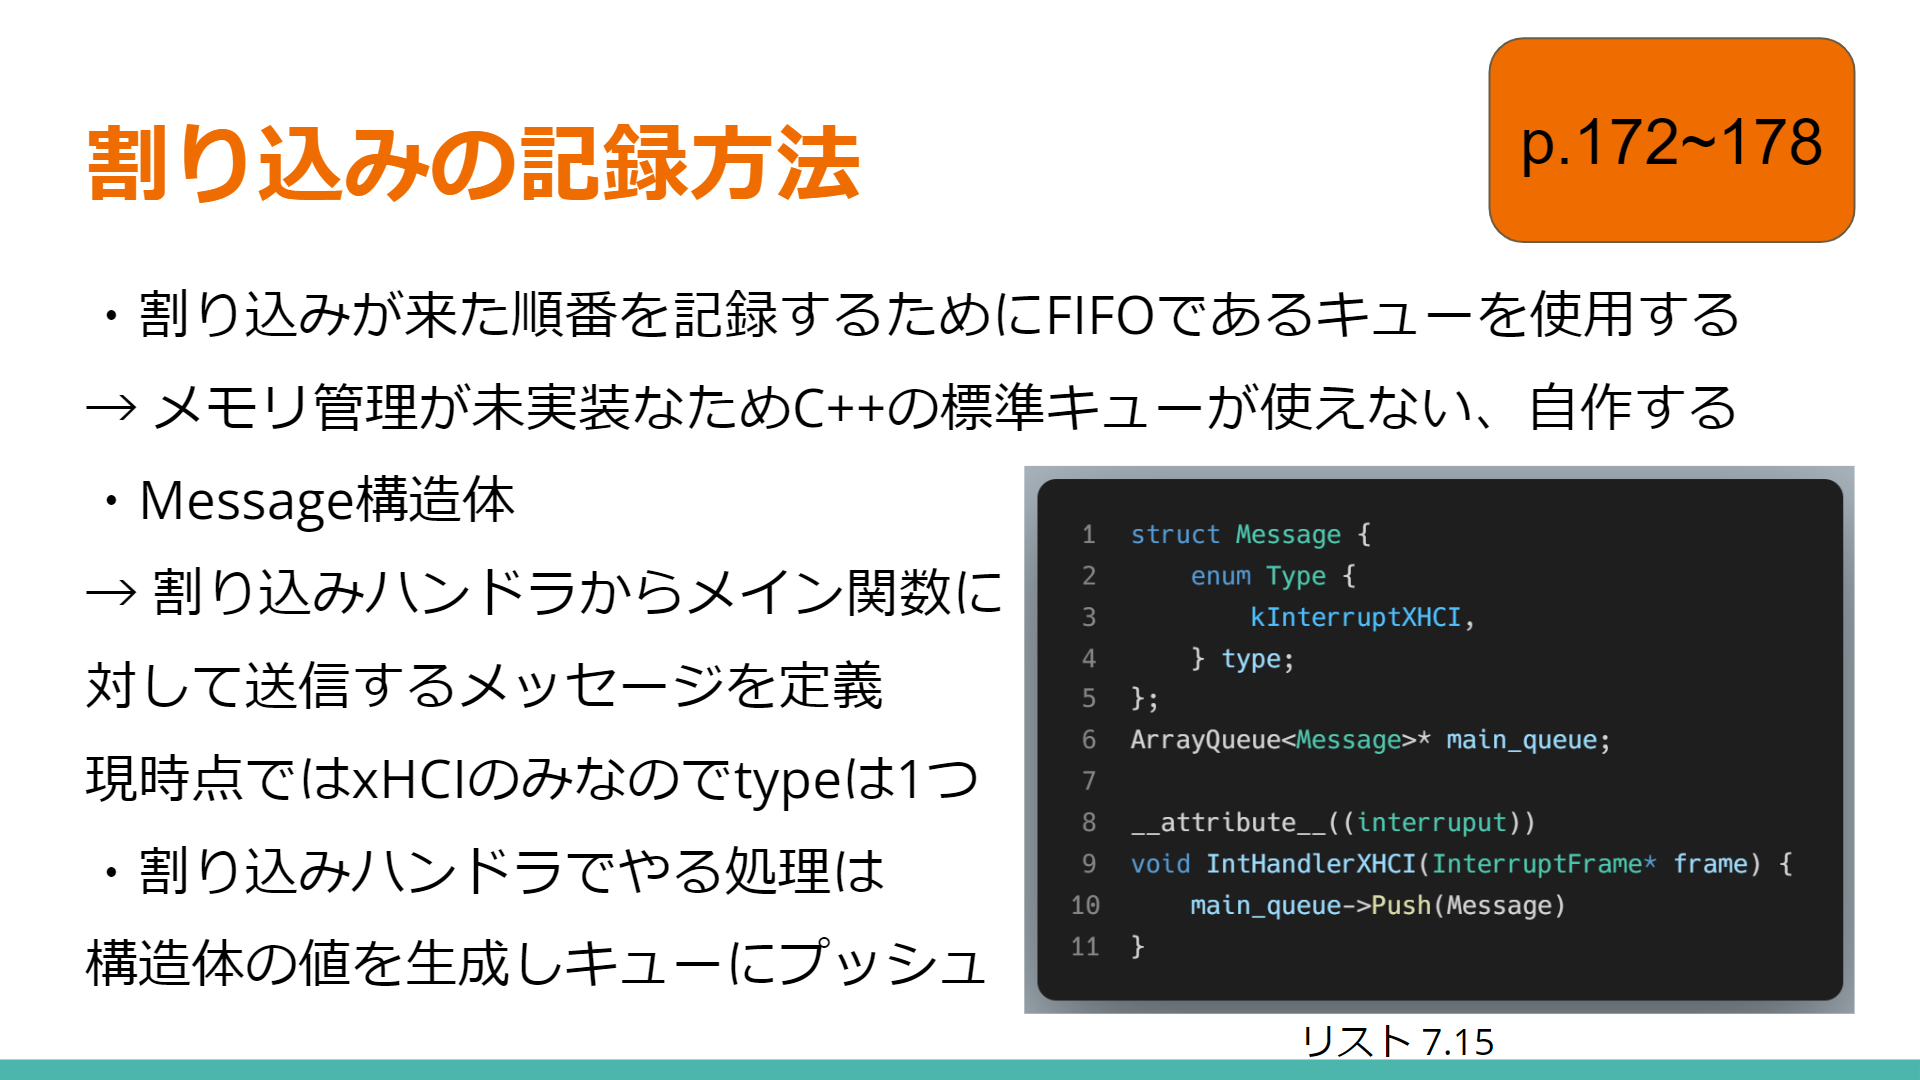 割り込みの記録方法
p.172~178
・割り込みが来た順番を記録するためにFIFOであるキューを使用する
→ メモリ管理が未実装なためC++の標準キューが使えない、自作する
・Message構造体
→ 割り込みハンドラからメイン関数に
対して送信するメッセージを定義
現時点ではxHCIのみなのでtypeは1つ
・割り込みハンドラでやる処理は
構造体の値を生成しキューにプッシュ
1 struct Message {
2     enum Type {
3         kInterruptXHCI,
4     } type;
5 };
6 ArrayQueue<Message>* main_queue;
7
8 __attribute__((interruput))
9 void IntHandlerXHCI(InterruptFrame* frame) {
10     main_queue->Push(Message)
11 }
リスト 7.15